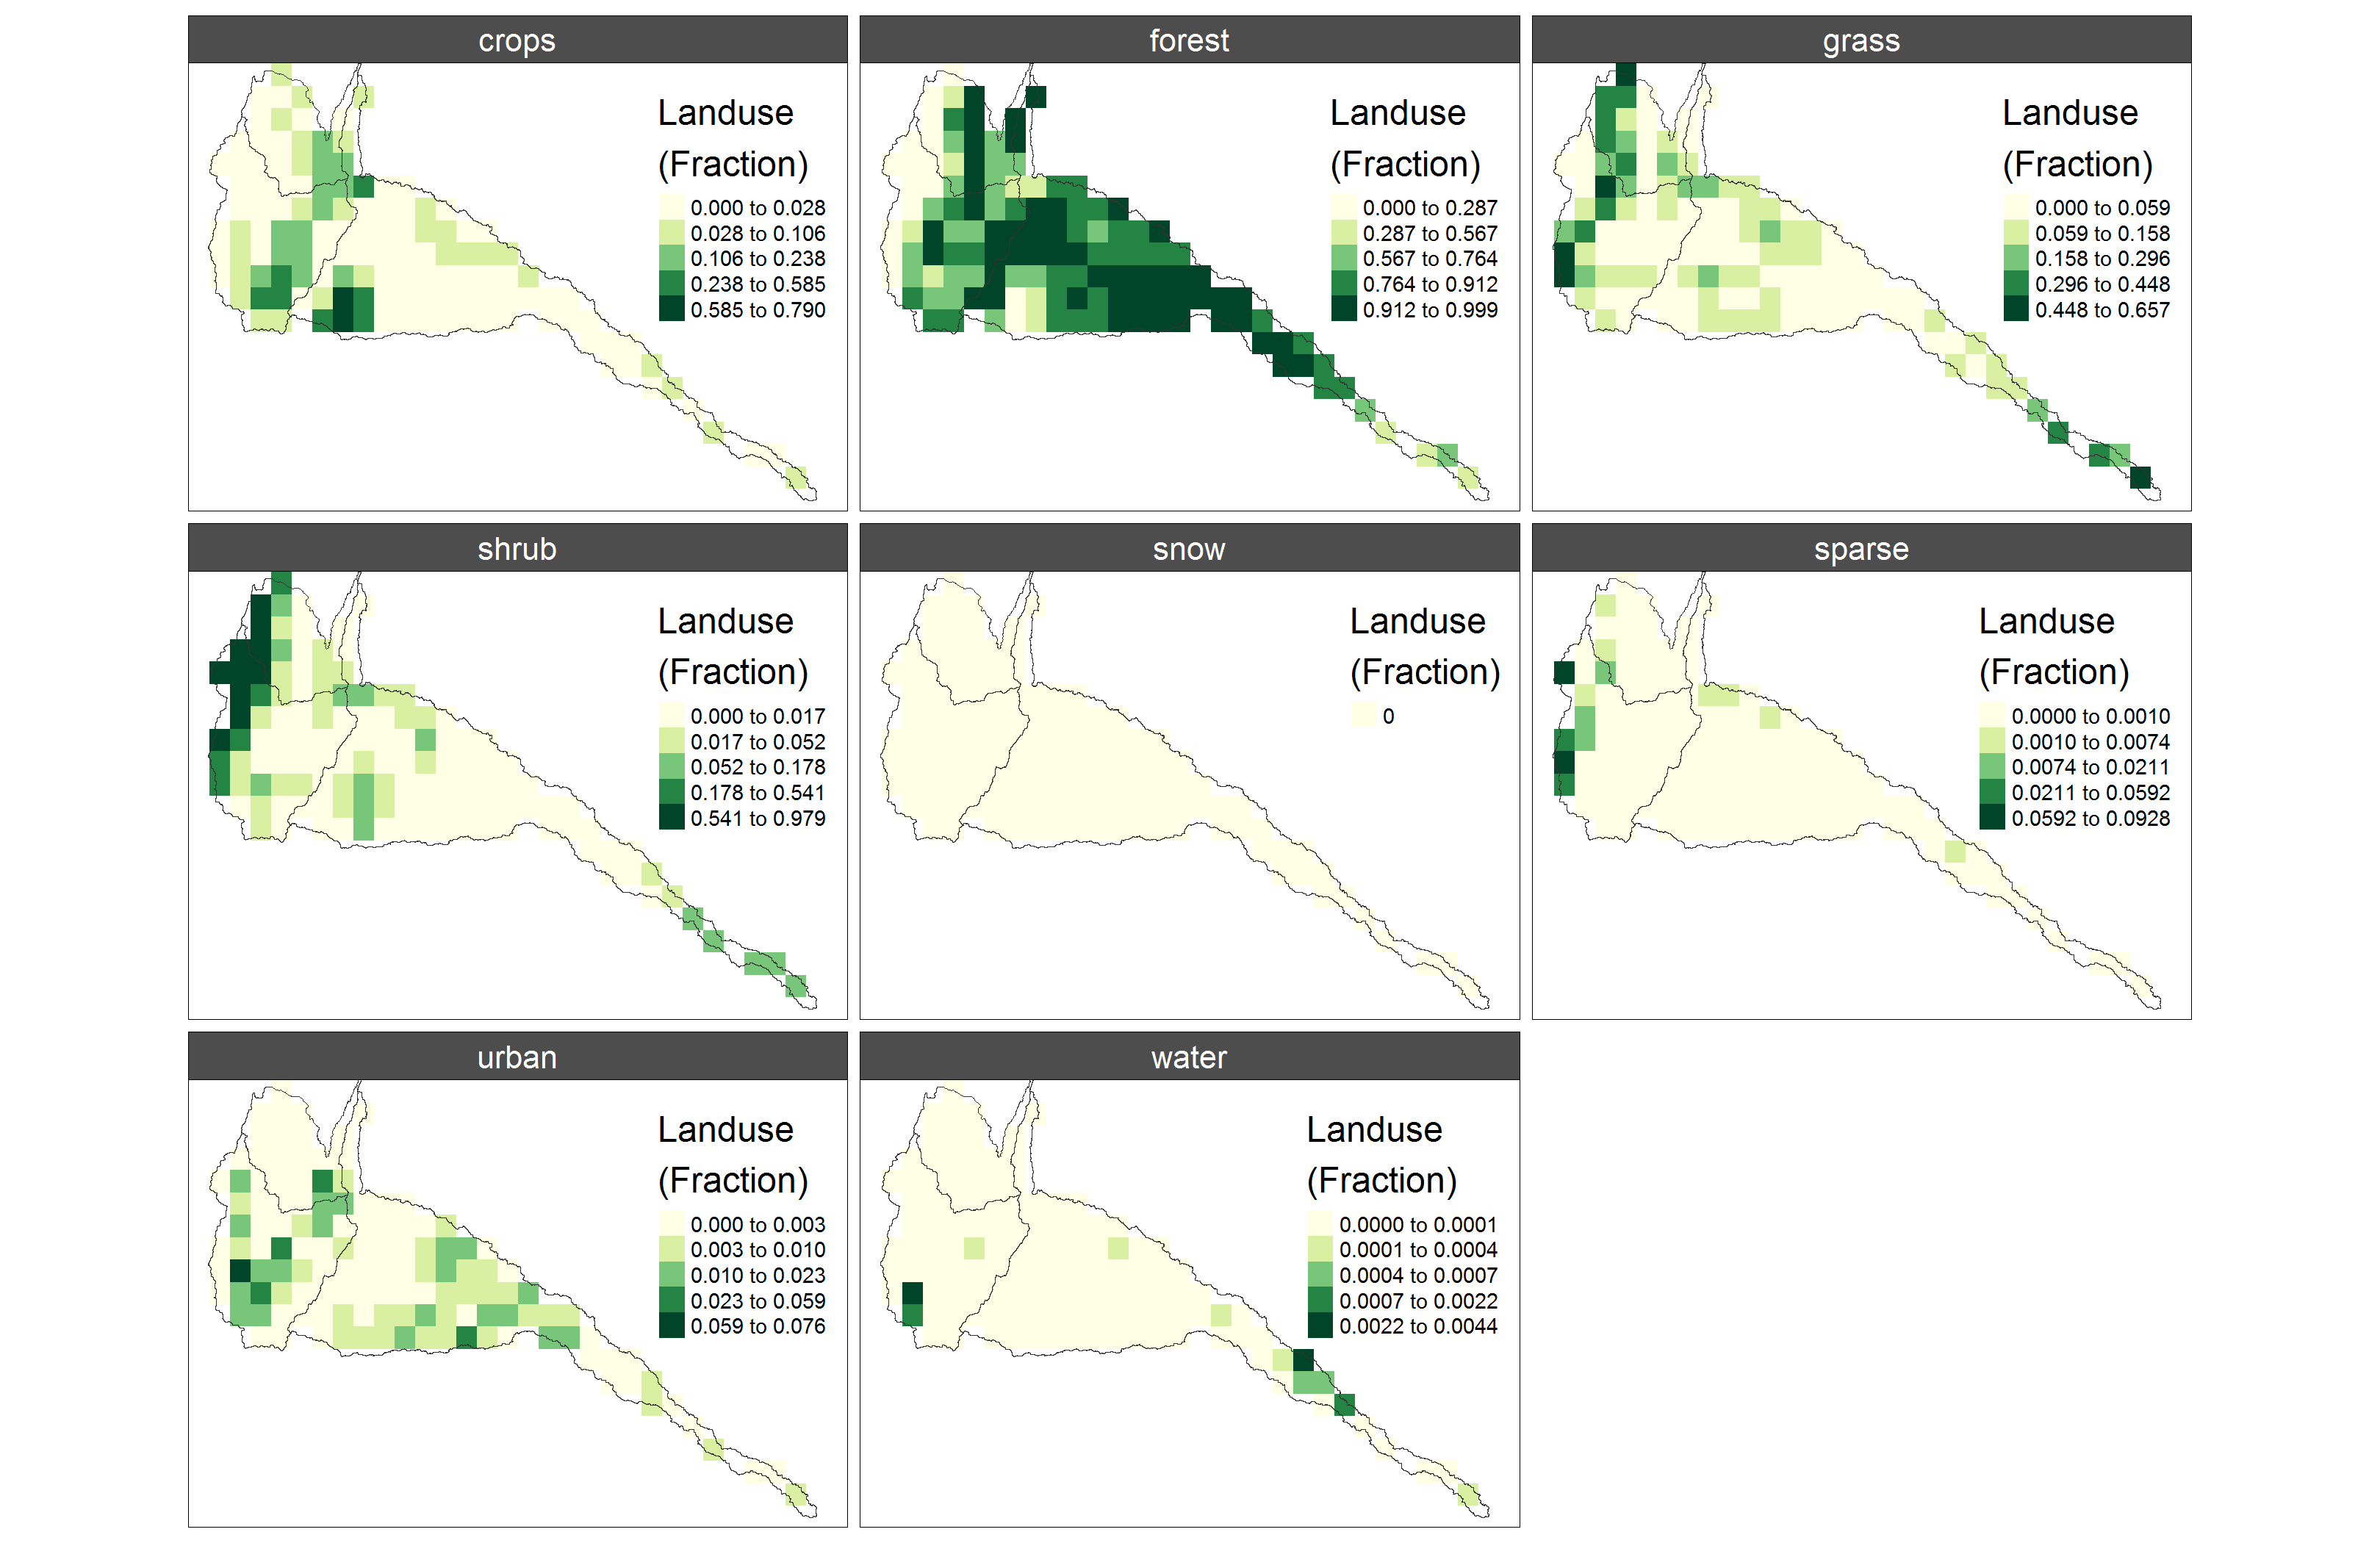 crops
Landuse
(Fraction)
0.000 to 0.028
0.028 to 0.106
0.106 to 0.238
0.238 to 0.585
0.585 to 0.790
forest
Landuse
(Fraction)
0.000 to 0.287
0.287 to 0.567
0.567 to 0.764
0.764 to 0.912
0.912 to 0.999
grass
Landuse
(Fraction)
0.000 to 0.059
0.059 to 0.158
0.158 to 0.296
0.296 to 0.448
0.448 to 0.657
shrub
Landuse
(Fraction)
0.000 to 0.017
0.017 to 0.052
0.052 to 0.178
0.178 to 0.541
0.541 to 0.979
snow
Landuse
(Fraction)
0
sparse
Landuse
(Fraction)
0.0000 to 0.0010
0.0010 to 0.0074
0.0074 to 0.0211
0.0211 to 0.0592
0.0592 to 0.0928
urban
Landuse
(Fraction)
0.000 to 0.003
0.003 to 0.010
0.010 to 0.023
0.023 to 0.059
0.059 to 0.076
water
Landuse
(Fraction)
0.0000 to 0.0001
0.0001 to 0.0004
0.0004 to 0.0007
0.0007 to 0.0022
0.0022 to 0.0044